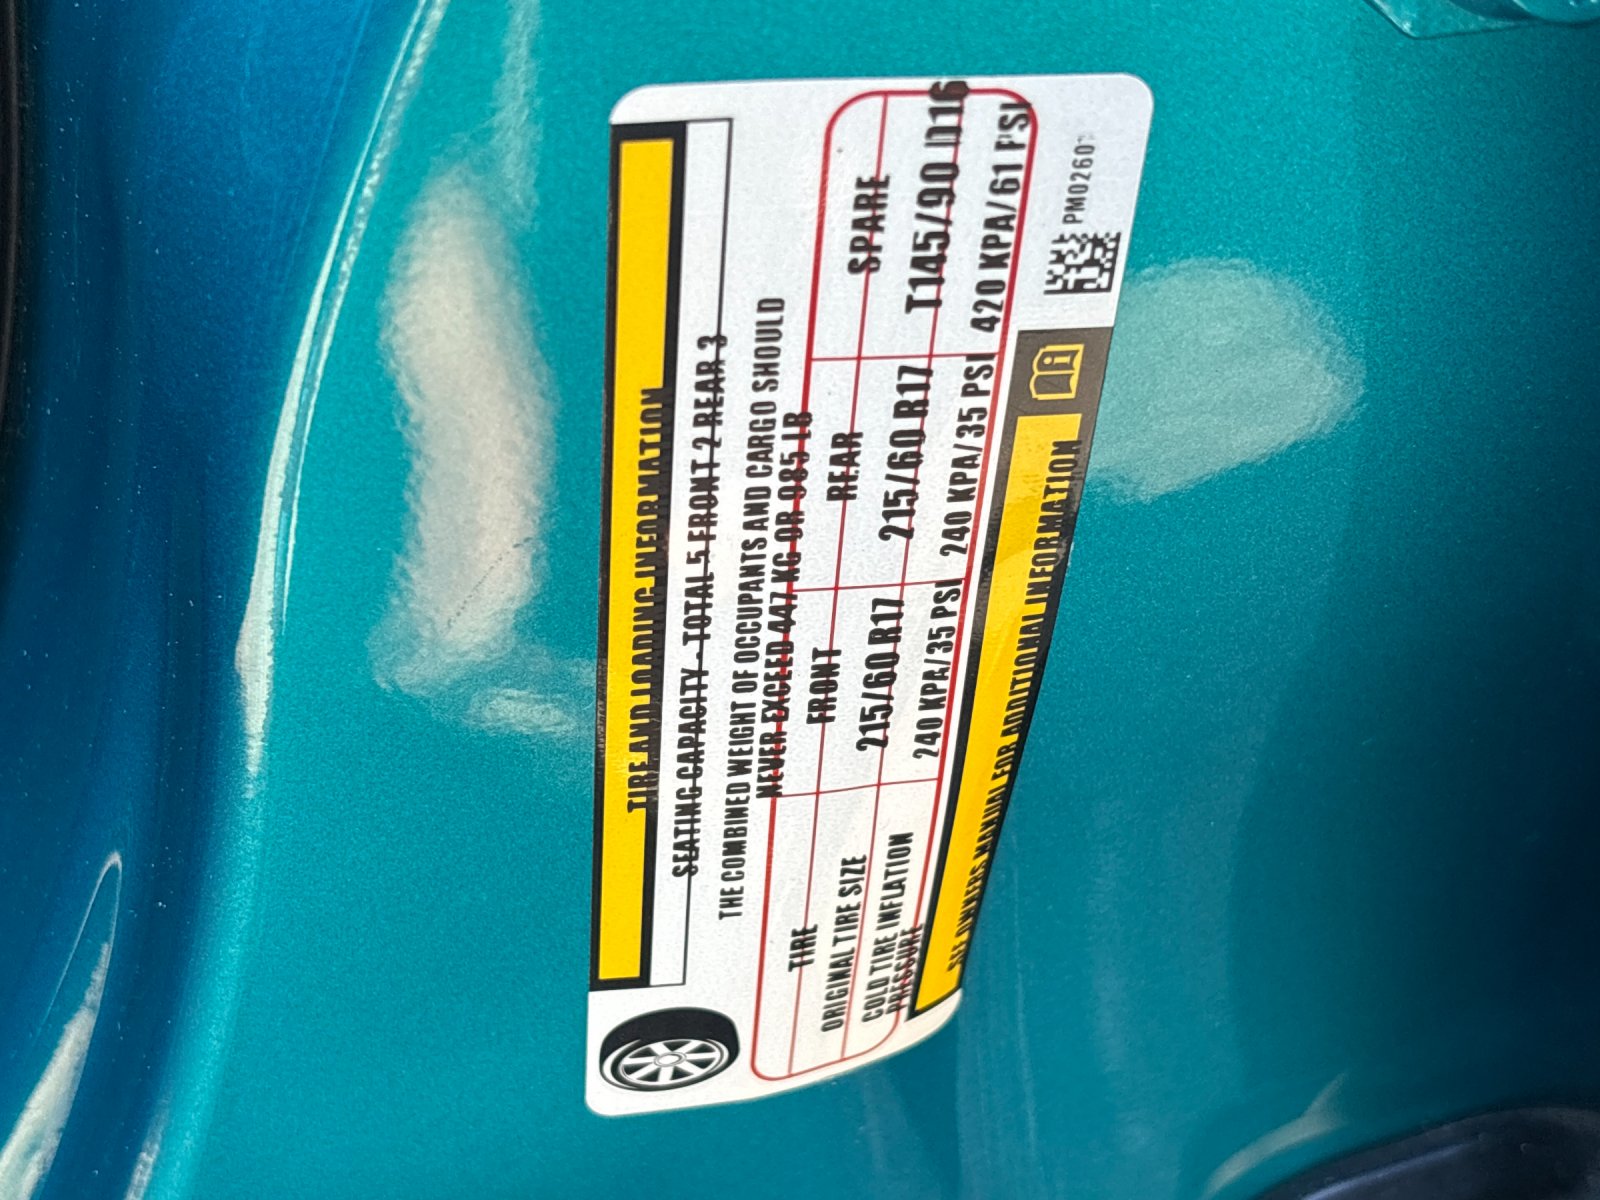 TIRE AND LOADING INFORMATION
SEATING CAPACITY - TOTAL 5 FRONT 2 REAR 3
THE COMBINED WEIGHT OF OCCUPANTS AND CARGO SHOULD
NEVER EXCEED 447 KG OR 985 LB
TIRE FRONT REAR SPARE
ORIGINAL TIRE SIZE 215/60 R17 215/60 R17 T145/90 D16
COLD TIRE INFLATION
PRESSURE 240 KPA/35 PSI 240 KPA/35 PSI 420 KPA/61 PSI
SEE OWNERS MANUAL FOR ADDITIONAL INFORMATION